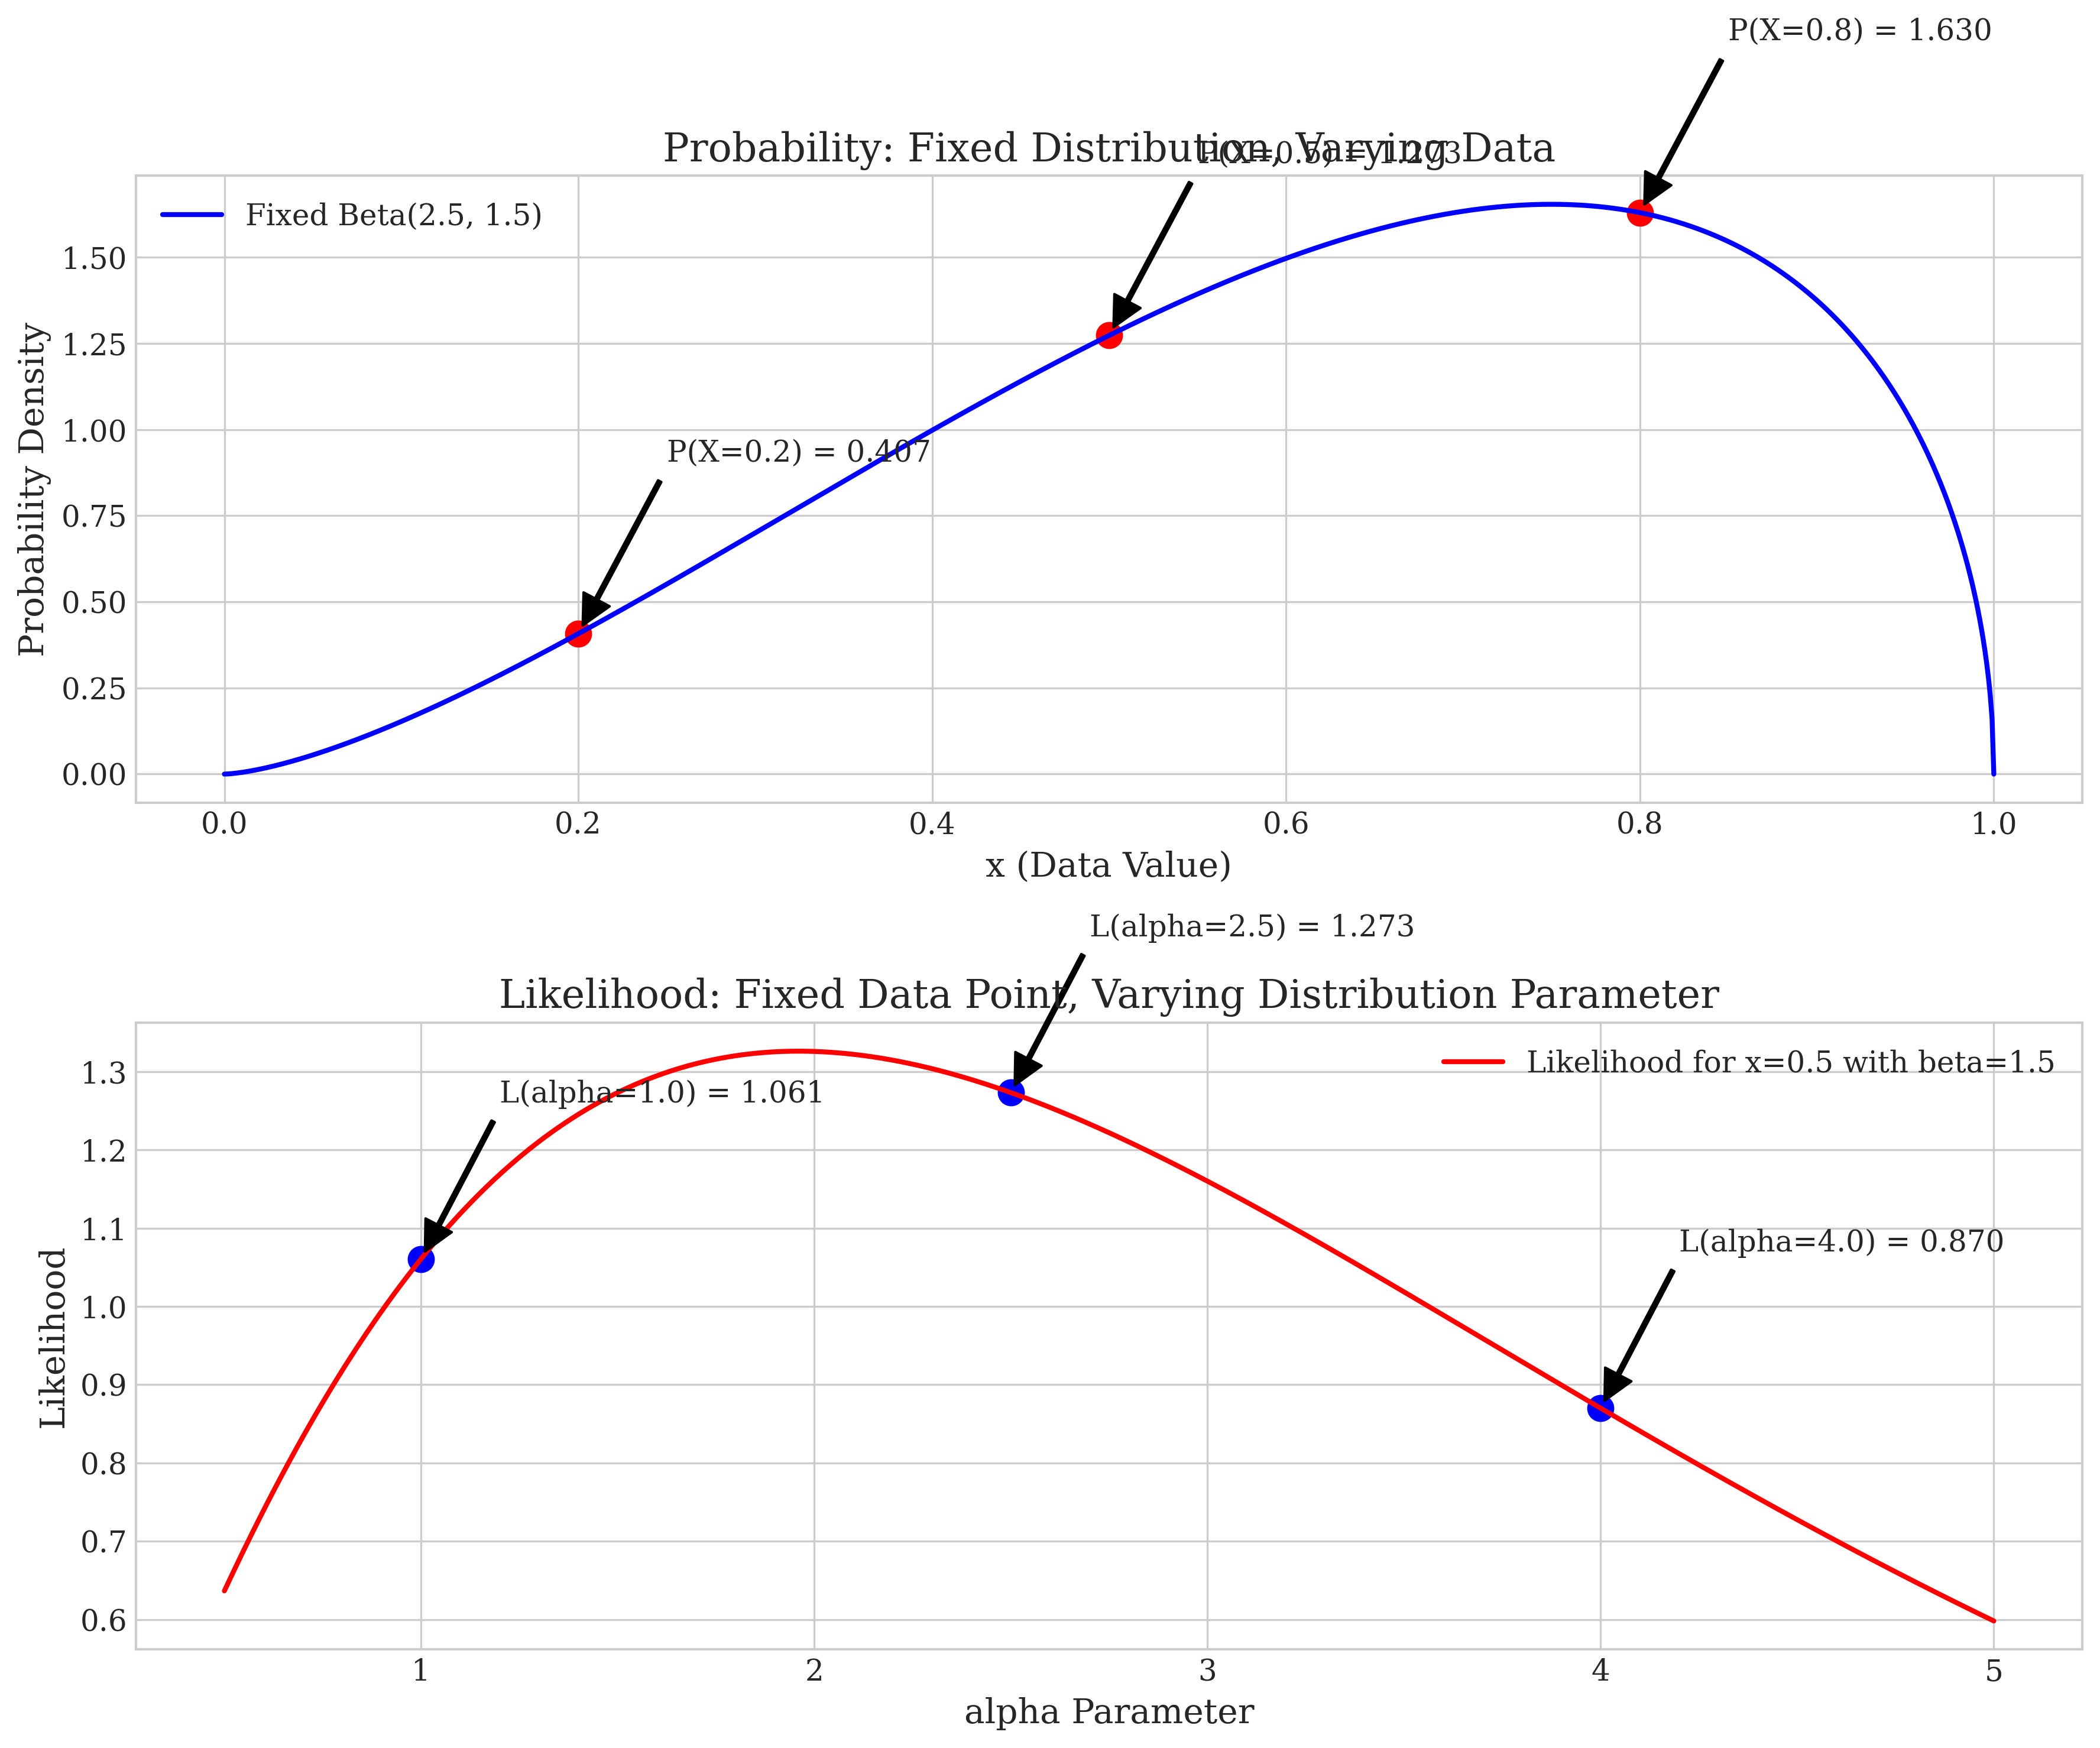 P(X=0.8) = 1.630
Probability: Fixed Distribution, Varying Data
P(X=0.5) = 1.273
Fixed Beta(2.5, 1.5)
P(X=0.2) = 0.407
Probability Density
1.50
1.25
1.00
0.75
0.50
0.25
0.00
0.0 0.2 0.4 0.6 0.8 1.0
x (Data Value)
L(alpha=2.5) = 1.273
Likelihood: Fixed Data Point, Varying Distribution Parameter
Likelihood for x=0.5 with beta=1.5
L(alpha=1.0) = 1.061
L(alpha=4.0) = 0.870
Likelihood
1.3
1.2
1.1
1.0
0.9
0.8
0.7
0.6
1 2 3 4 5
alpha Parameter